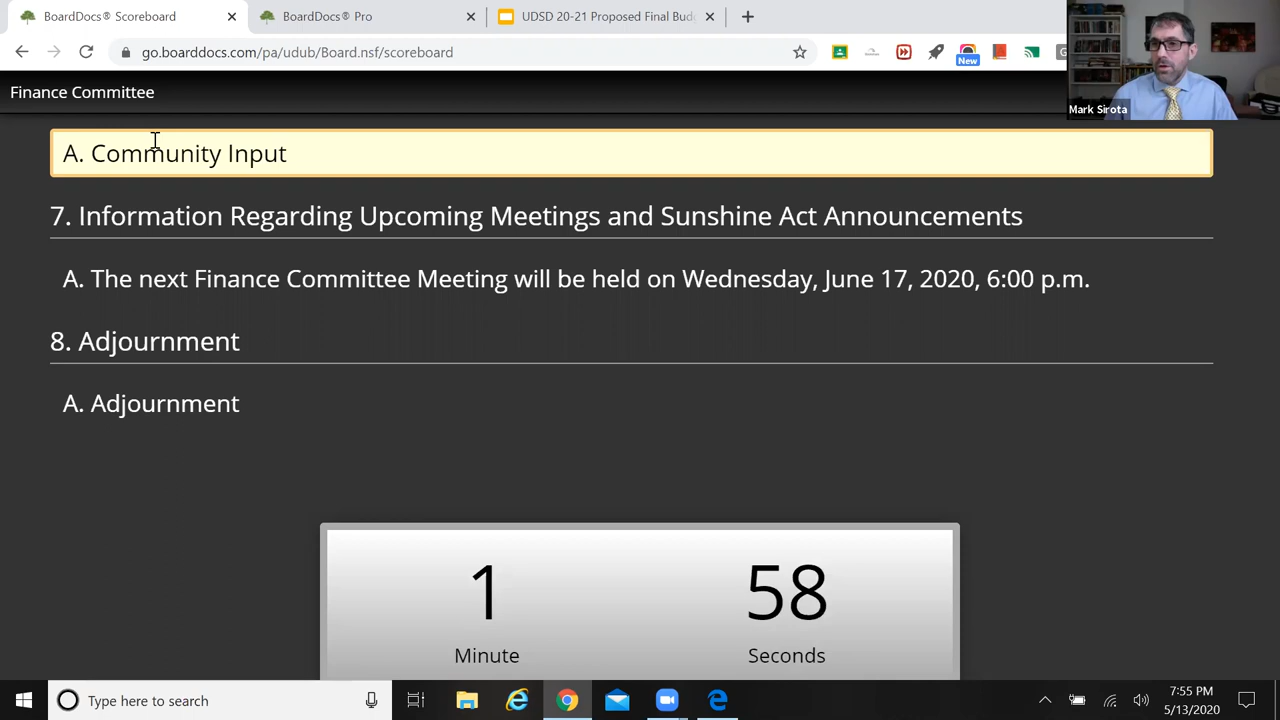 BoardDocs® Scoreboard
BoardDocs® Pro
UDSD 20-21 Proposed Final Bud
go.boarddocs.com/pa/udub/Board.nsf/scoreboard
New
Mark Sirota
Finance Committee
A. Community Input
7. Information Regarding Upcoming Meetings and Sunshine Act Announcements
A. The next Finance Committee Meeting will be held on Wednesday, June 17, 2020, 6:00 p.m.
8. Adjournment
A. Adjournment
1 58
Minute Seconds
Type here to search
7:55 PM
5/13/2020